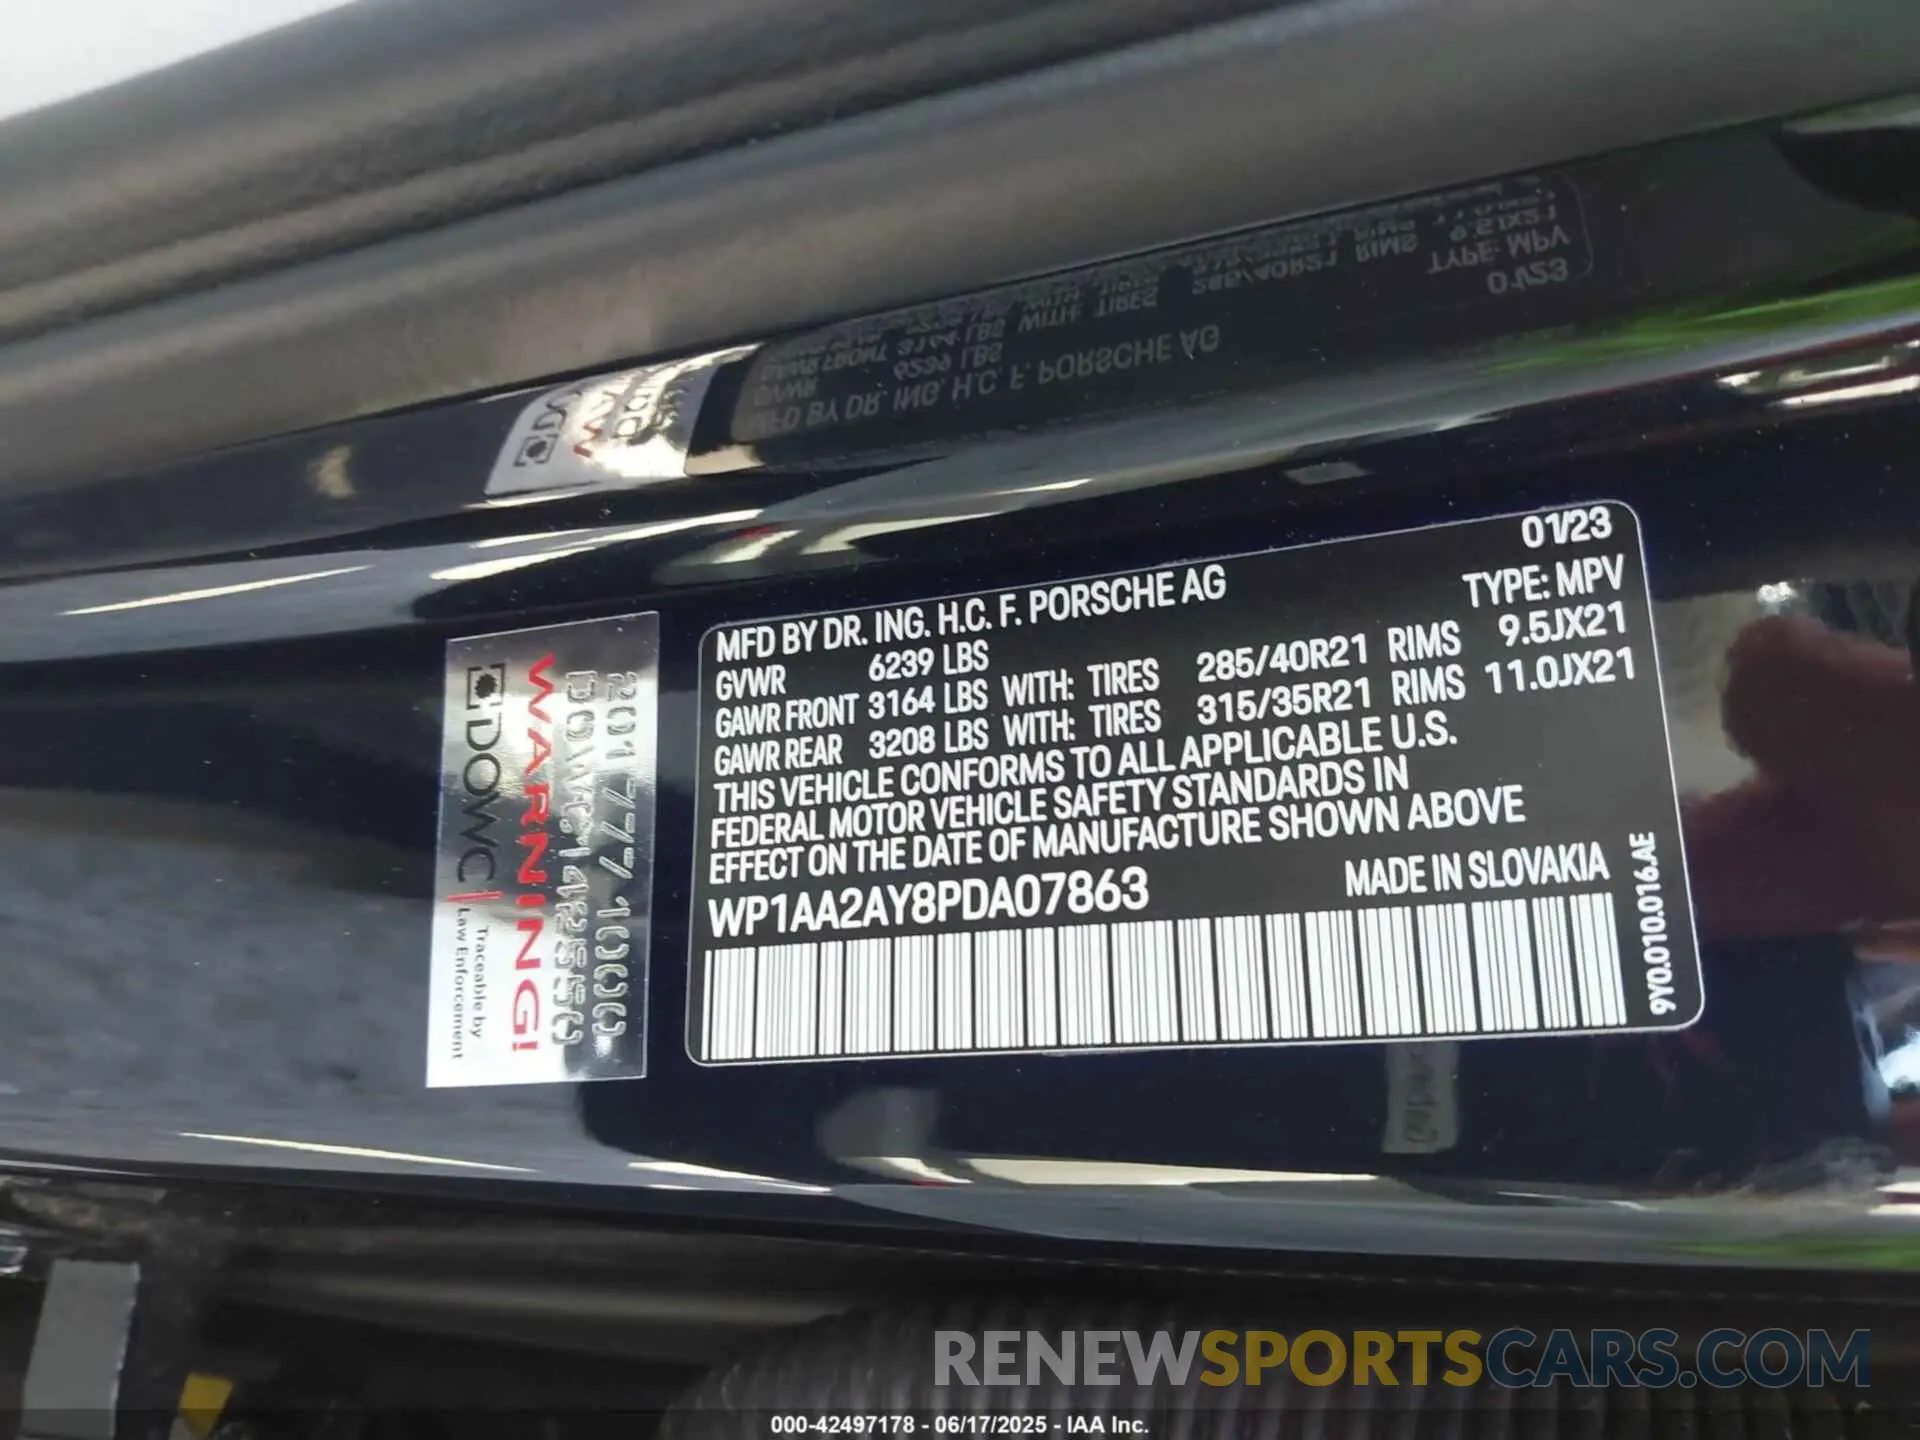 01/23
MFD BY DR. ING. H.C. F. PORSCHE AG
TYPE: MPV
GVWR 6239 LBS
GAWR FRONT 3164 LBS WITH: TIRES 285/40R21 RIMS 9.5JX21
GAWR REAR 3208 LBS WITH: TIRES 315/35R21 RIMS 11.0JX21
THIS VEHICLE CONFORMS TO ALL APPLICABLE U.S.
FEDERAL MOTOR VEHICLE SAFETY STANDARDS IN
EFFECT ON THE DATE OF MANUFACTURE SHOWN ABOVE
WP1AA2AY8PDA07863
MADE IN SLOVAKIA
9Y0.010.016.AE
WARNING!
DOWC
Traceable by
Law Enforcement
RENEWSPORTSCARS.COM
000-42497178 - 06/17/2025 - IAA Inc.